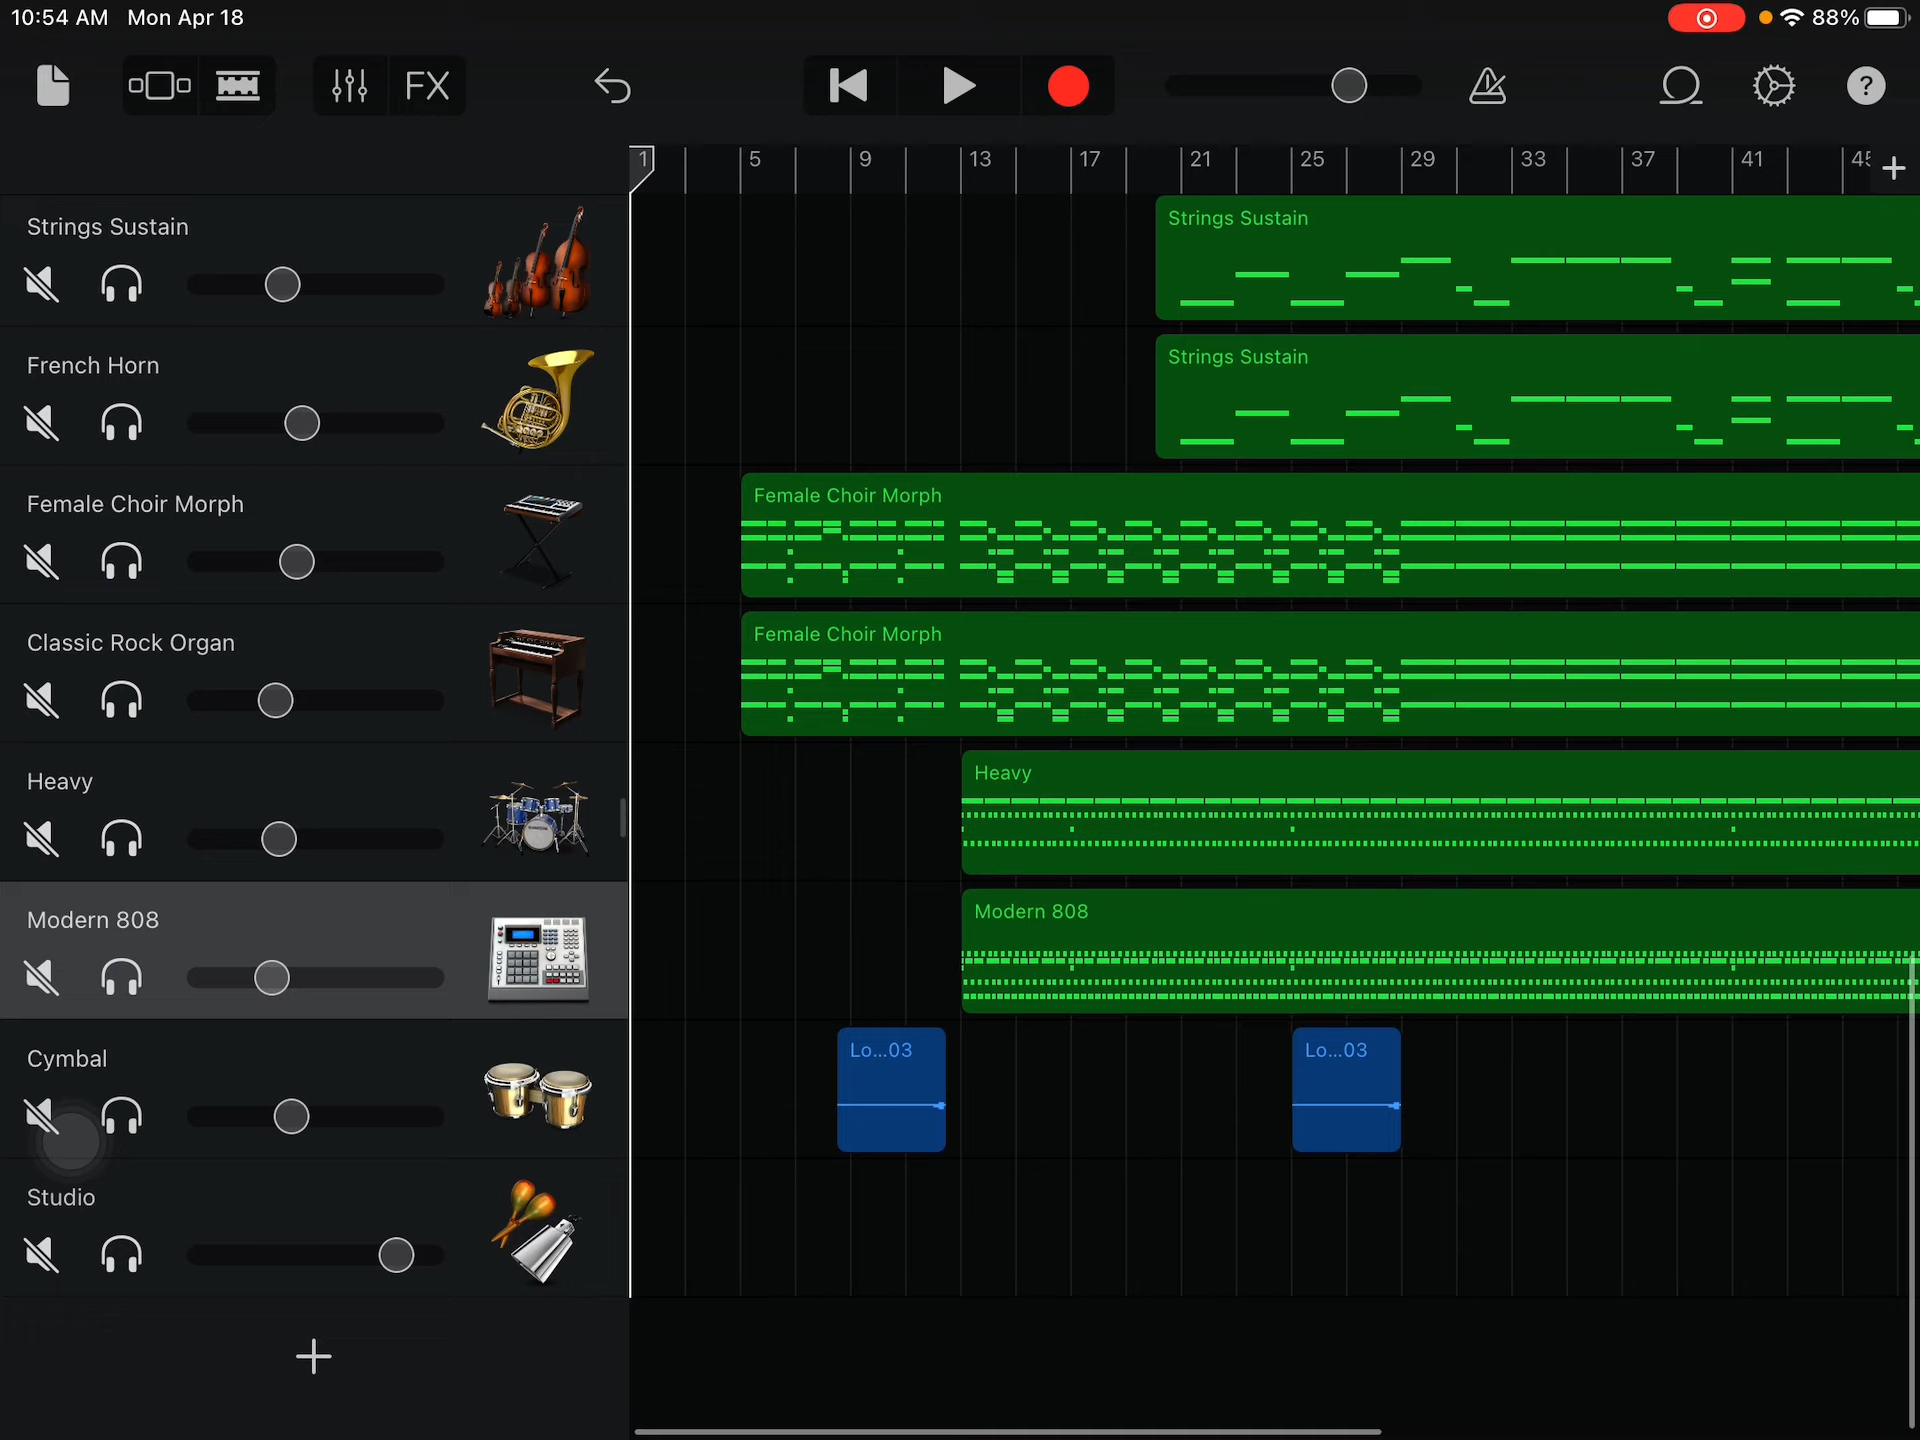 10:54 AM Mon Apr 18
88%
FX
?
1 5 9 13 17 21 25 29 33 37 41 45
Strings Sustain
Strings Sustain
French Horn
Strings Sustain
Female Choir Morph
Female Choir Morph
Classic Rock Organ
Female Choir Morph
Heavy
Heavy
Modern 808
Modern 808
Cymbal
Lo...03
Lo...03
Studio